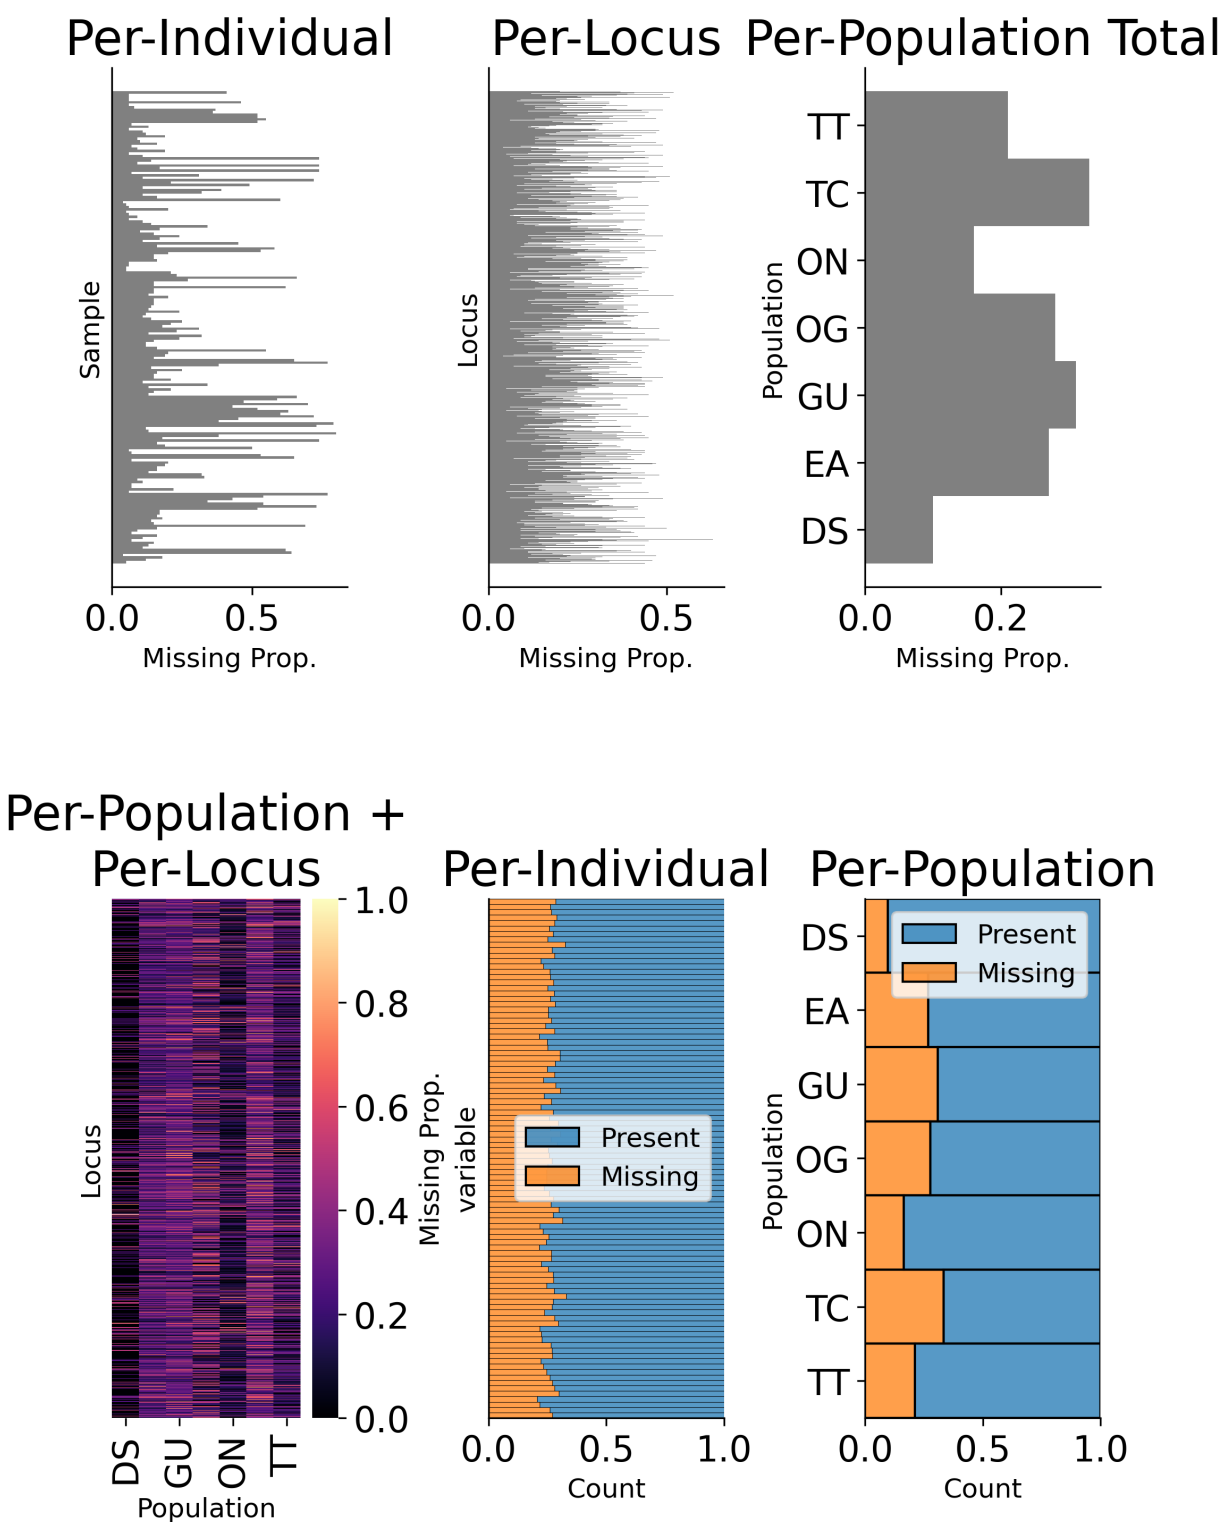 Per-Individual
Sample
0.0 0.5
Missing Prop.
Per-Locus
Locus
0.0 0.5
Missing Prop.
Per-Population Total
Population
TT
TC
ON
OG
GU
EA
DS
0.0 0.2
Missing Prop.
Per-Population +
Per-Locus
Locus
DS GU ON TT
Population
1.0
0.8
0.6
0.4
0.2
0.0
Missing Prop.
Per-Individual
variable
Present
Missing
0.0 0.5 1.0
Count
Per-Population
Population
DS
EA
GU
OG
ON
TC
TT
Present
Missing
0.0 0.5 1.0
Count